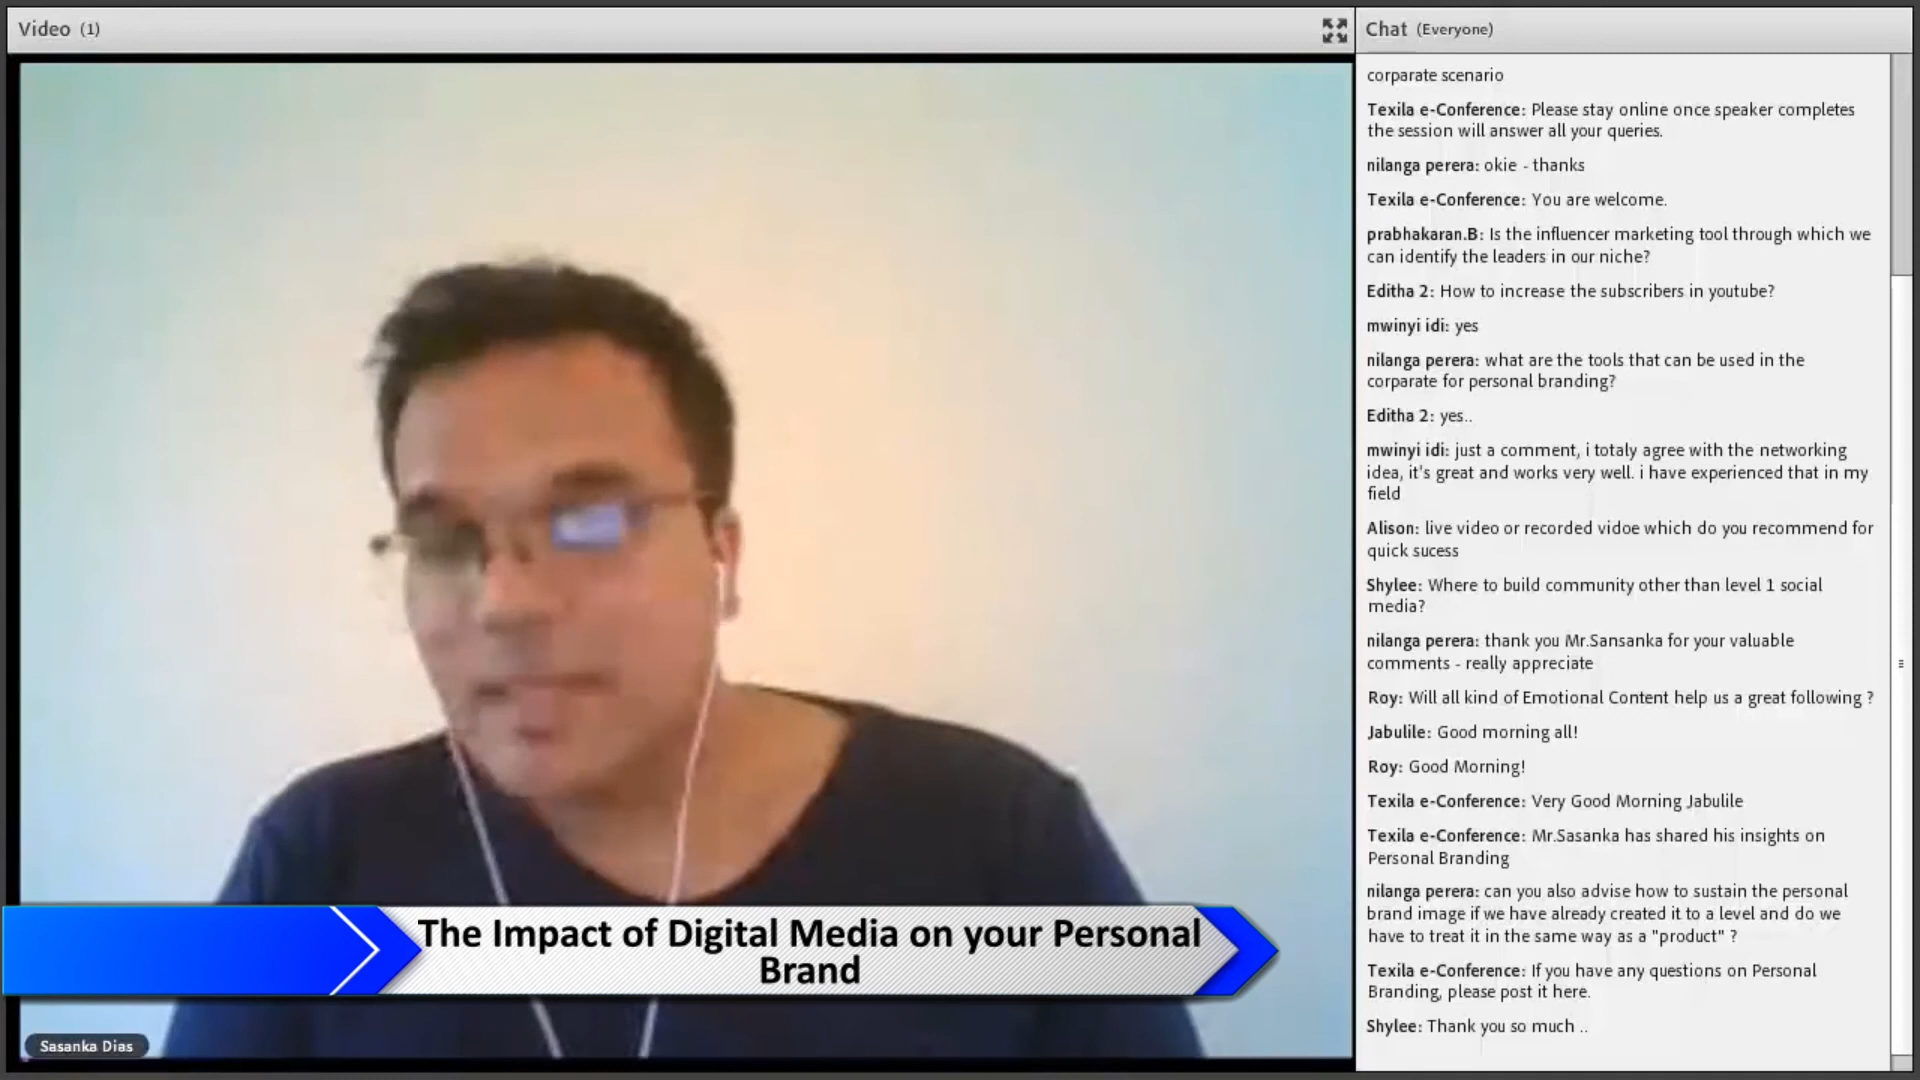 Video (1)
Chat (Everyone)
corparate scenario
Texila e-Conference: Please stay online once speaker completes
the session will answer all your queries.
nilanga perera: okie - thanks
Texila e-Conference: You are welcome.
prabhakaran.B: Is the influencer marketing tool through which we
can identify the leaders in our niche?
Editha 2: How to increase the subscribers in youtube?
mwinyi idi: yes
nilanga perera: what are the tools that can be used in the
corparate for personal branding?
Editha 2: yes..
mwinyi idi: just a comment, i totaly agree with the networking
idea, it's great and works very well. i have experienced that in my
field
Alison: live video or recorded vidoe which do you recommend for
quick sucess
Shylee: Where to build community other than level 1 social
media?
nilanga perera: thank you Mr.Sansanka for your valuable
comments - really appreciate
Roy: Will all kind of Emotional Content help us a great following ?
Jabulile: Good morning all!
Roy: Good Morning!
Texila e-Conference: Very Good Morning Jabulile
Texila e-Conference: Mr.Sasanka has shared his insights on
Personal Branding
nilanga perera: can you also advise how to sustain the personal
brand image if we have already created it to a level and do we
have to treat it in the same way as a "product" ?
Texila e-Conference: If you have any questions on Personal
Branding, please post it here.
Shylee: Thank you so much ..
The Impact of Digital Media on your Personal
Brand
Sasanka Dias